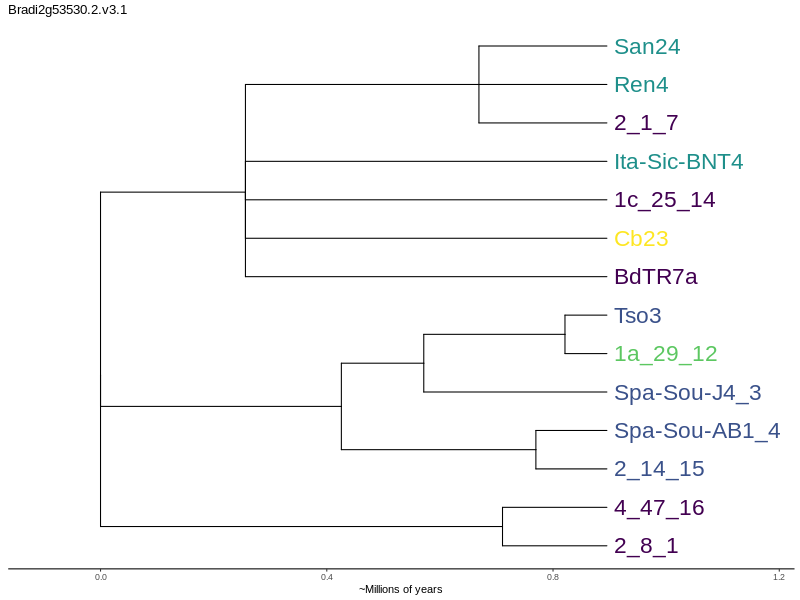 Bradi2g53530.2.v3.1
San24
Ren4
2_1_7
Ita-Sic-BNT4
1c_25_14
Cb23
BdTR7a
Tso3
1a_29_12
Spa-Sou-J4_3
Spa-Sou-AB1_4
2_14_15
4_47_16
2_8_1
0.0 0.4 0.8 1.2
~Millions of years